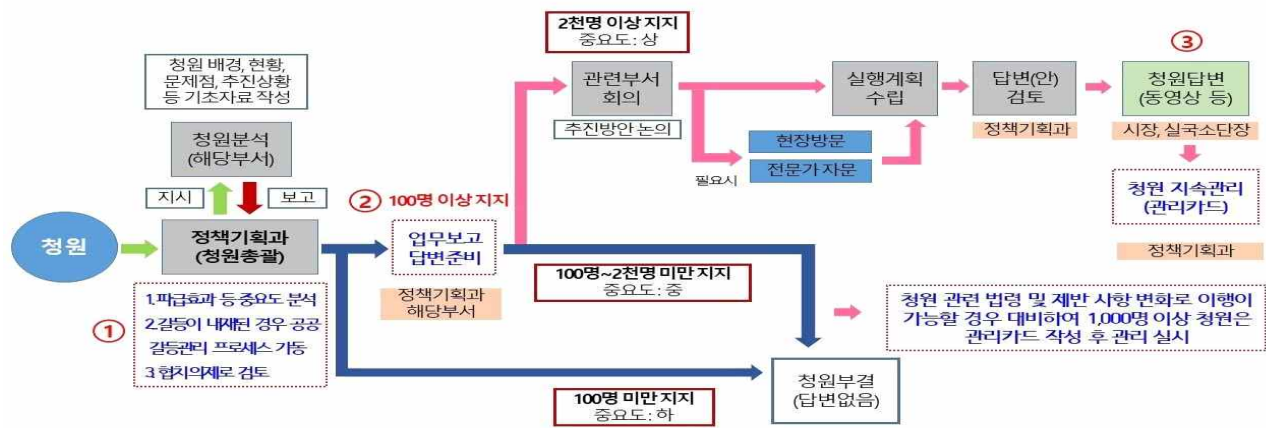 2천명 이상 지지
중요도 : 상
③
청원 배경, 현황,
문제점, 추진상황
등 기초자료 작성
관련부서
회의
추진방안 논의
실행계획
수립
답변(안)
검토
정책기획과
청원답변
(동영상 등)
시장, 실국소단장
청원분석
(해당부서)
현장방문
전문가 자문
필요시
지시
보고
② 100명 이상 지지
청원 지속관리
(관리카드)
정책기획과
청원
정책기획과
(청원총괄)
업무보고
답변준비
정책기획과
해당부서
100명~2천명 미만 지지
중요도 : 중
①
1.파급효과 등 중요도 분석
2.갈등이 내재된 경우 공공
갈등관리 프로세스 가동
3.협치의제로 검토
청원 관련 법령 및 제반 사항 변화로 이행이
가능할 경우 대비하여 1,000명 이상 청원은
관리카드 작성 후 관리 실시
청원부결
(답변없음)
100명 미만 지지
중요도 : 하